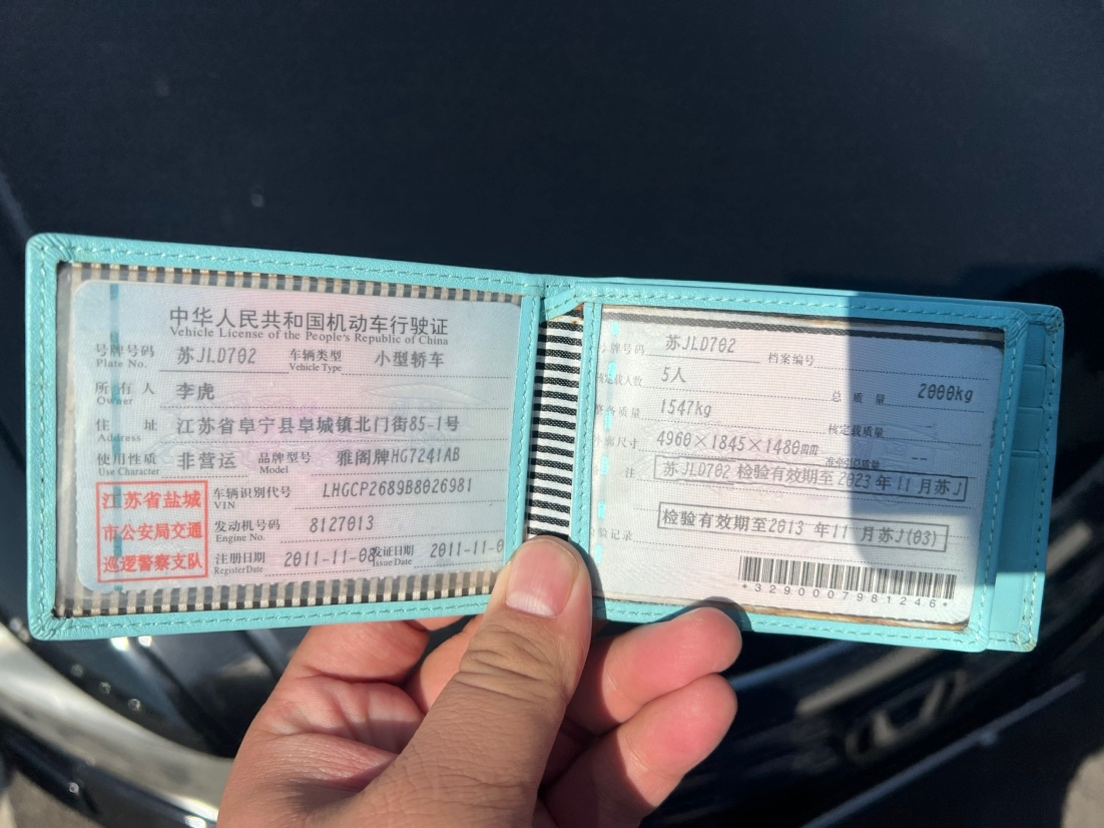 中华人民共和国机动车行驶证
Vehicle License of the People's Republic of China
号牌号码 苏JLD702 车辆类型 小型轿车
Plate No. Vehicle Type
所有人 李虎
Owner
住址 江苏省阜宁县阜城镇北门街85-1号
Address
使用性质 非营运 品牌型号 雅阁牌HG7241AB
Use Character Model
江苏省盐城
市公安局交通
巡逻警察支队
车辆识别代号 LHGCP2689B8026981
VIN
发动机号码 8127013
Engine No.
注册日期 2011-11-08 发证日期 2011-11-0
Register Date Issue Date
号牌号码 苏JLD702 档案编号
核定载人数 5人 总质量 2000kg
整备质量 1547kg 核定载质量
外廓尺寸 4960×1845×1480mm 准牵引总质量 --
注 苏JLD702 检验有效期至2023年11月苏J
检验记录 检验有效期至2013年11月苏J(03)
*3290007981246*